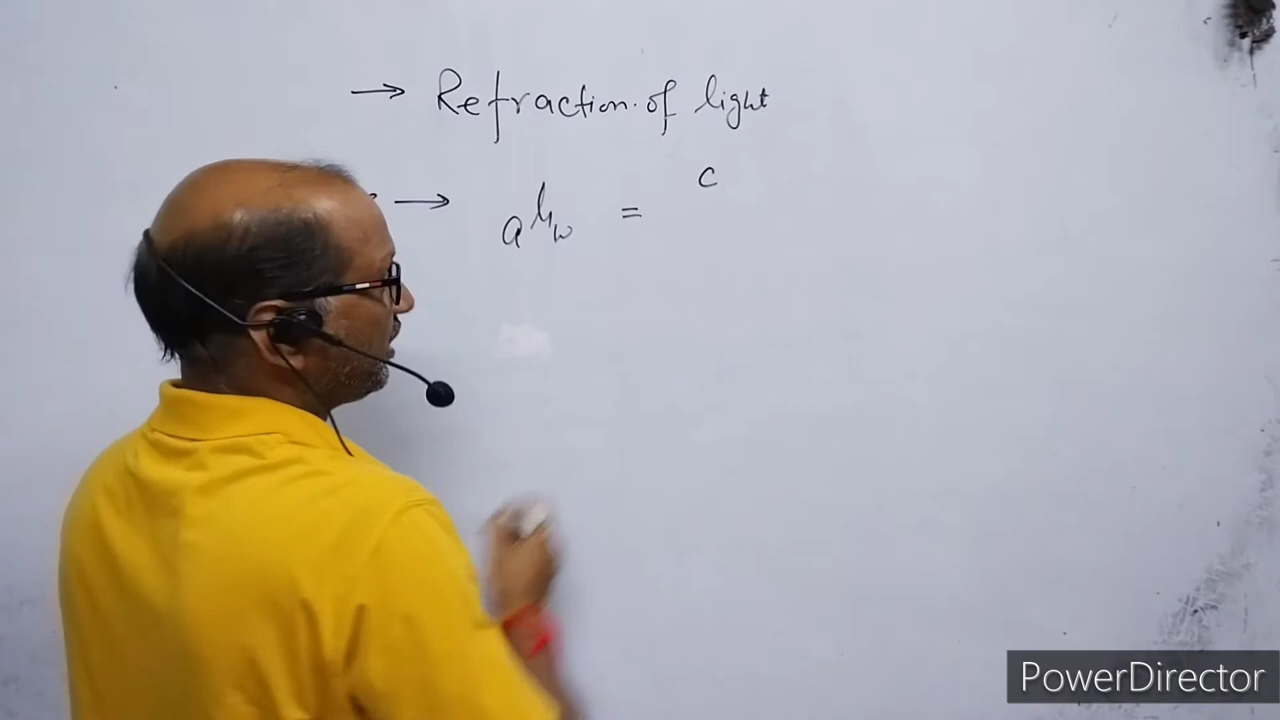 → Refraction of light
c
→ aμw =
PowerDirector